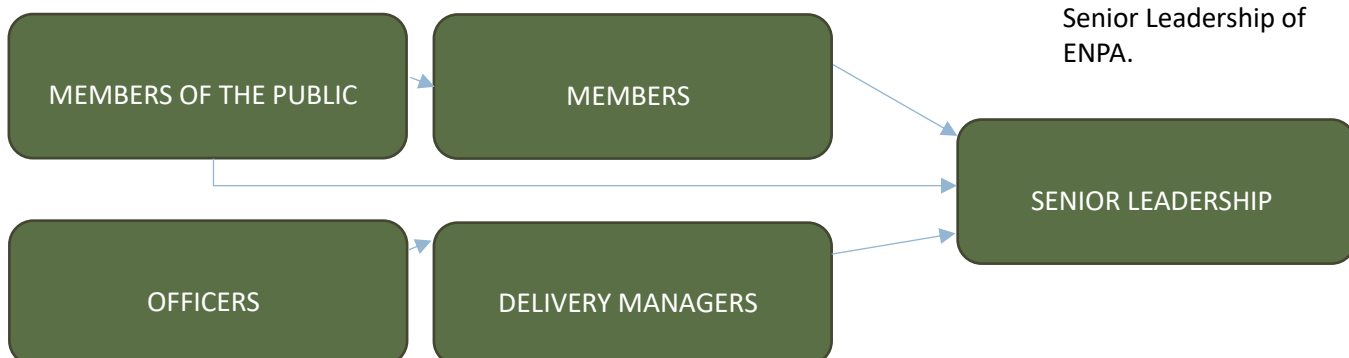 Senior Leadership of
ENPA.
MEMBERS OF THE PUBLIC
MEMBERS
SENIOR LEADERSHIP
OFFICERS
DELIVERY MANAGERS